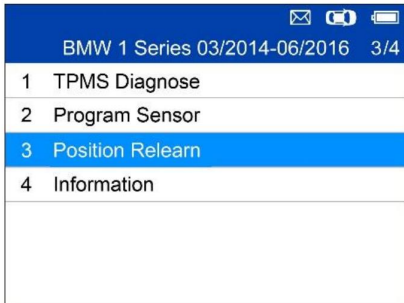 BMW 1 Series 03/2014-06/2016 3/4
1 TPMS Diagnose
2 Program Sensor
3 Position Relearn
4 Information